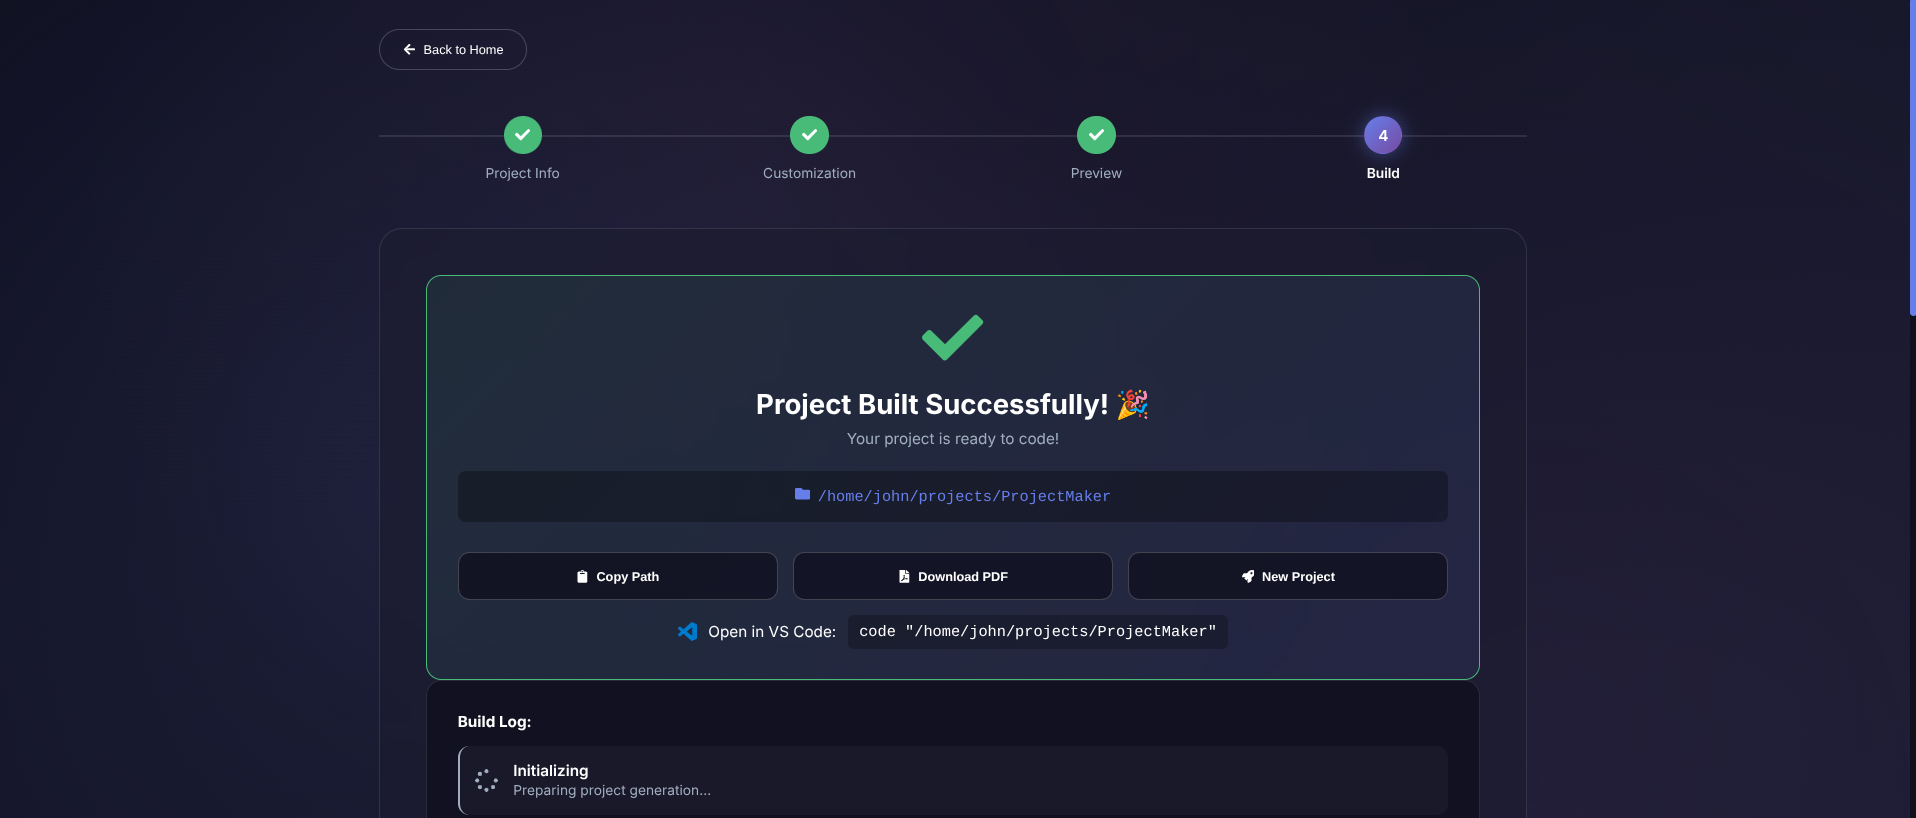 Back to Home
4
Project Info
Customization
Preview
Build
Project Built Successfully! 🎉
Your project is ready to code!
/home/john/projects/ProjectMaker
Copy Path
Download PDF
New Project
Open in VS Code: code "/home/john/projects/ProjectMaker"
Build Log:
Initializing
Preparing project generation...